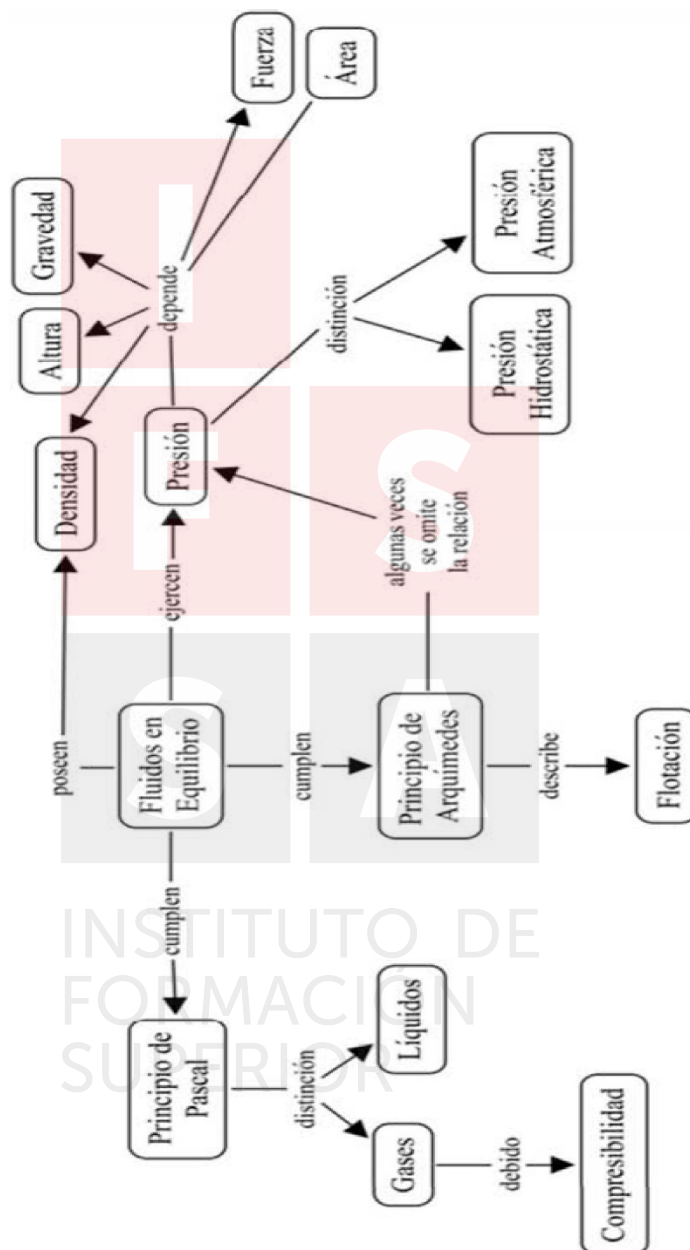 poseen
Densidad
Altura
Gravedad
Fluidos en
Equilibrio
ejercen
Presión
depende
Fuerza
Área
cumplen
Principio de
Pascal
distinción
Gases
Líquidos
debido
Compresibilidad
cumplen
Principio de
Arquímedes
describe
Flotación
algunas veces
se omite
la relación
distinción
Presión
Hidrostática
Presión
Atmosférica
I
F
S
S
A
INSTITUTO DE
FORMACIÓN
SUPERIOR